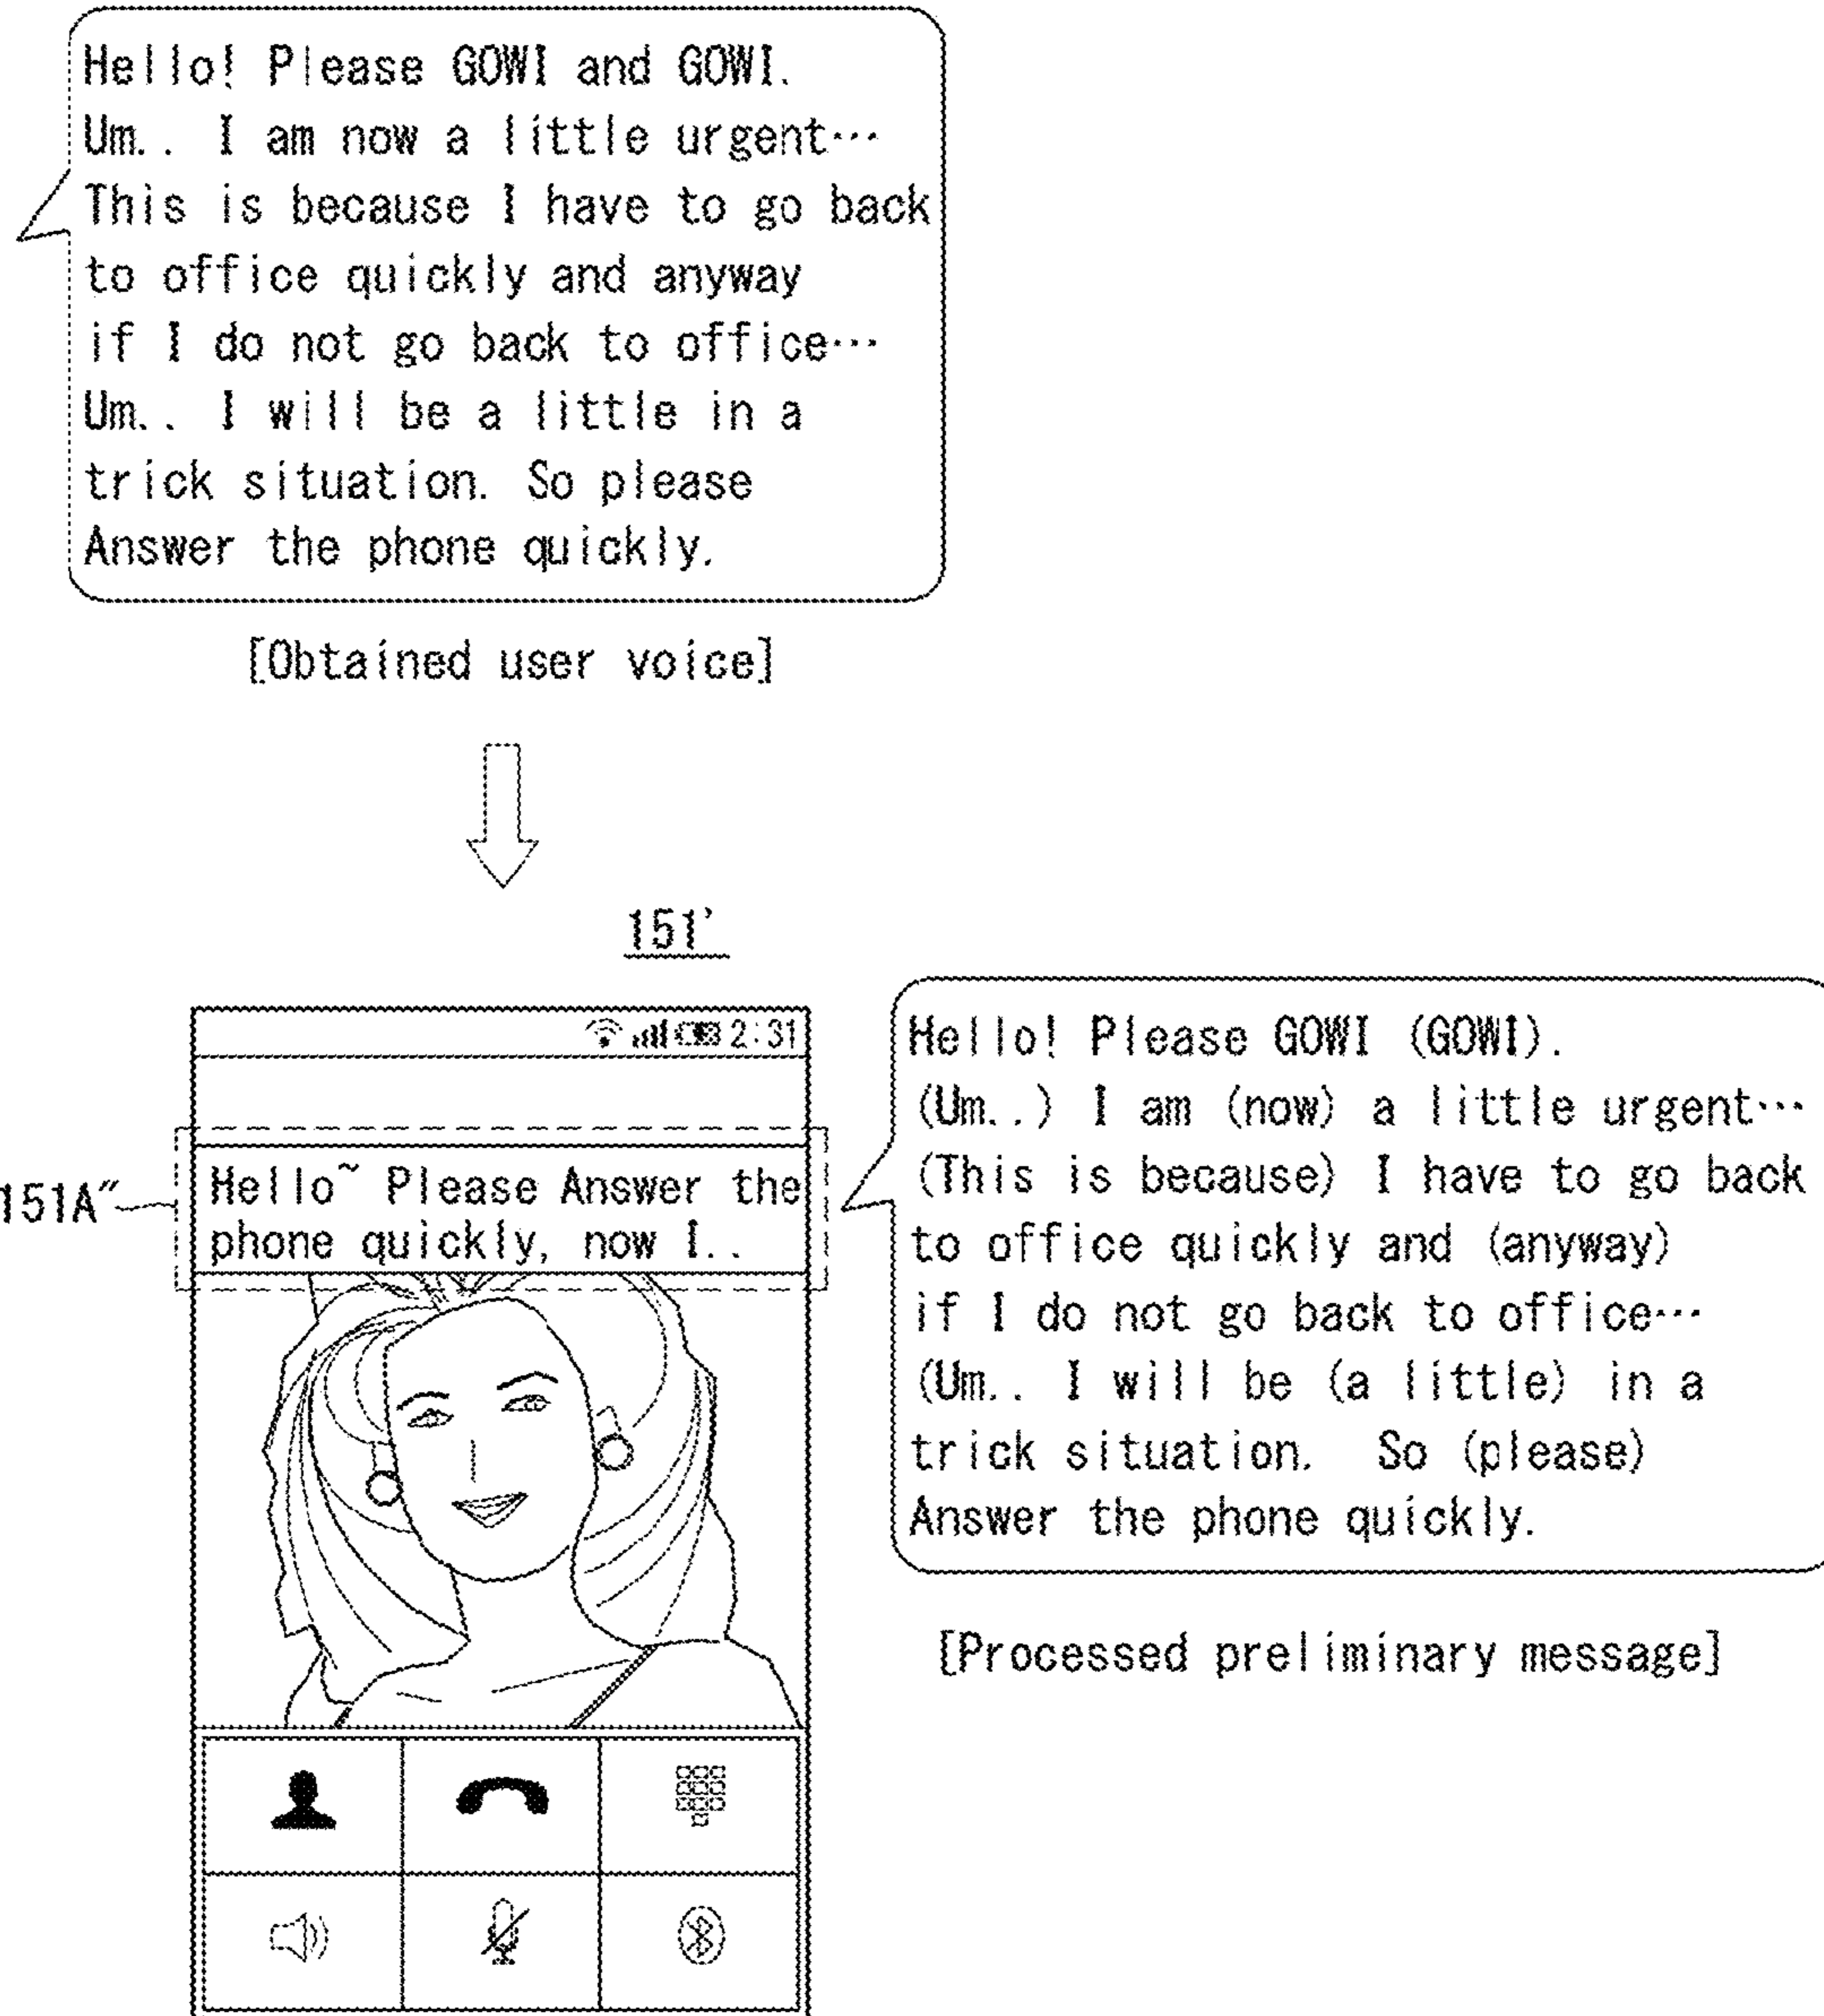 Hello! Please GOWI and GOWI.
Um.. I am now a little urgent…
This is because I have to go back
to office quickly and anyway
if I do not go back to office…
Um.. I will be a little in a
trick situation. So please
Answer the phone quickly.
[Obtained user voice]
151'
2:31
151A"
Hello~ Please Answer the
phone quickly, now I..
Hello! Please GOWI (GOWI).
(Um..) I am (now) a little urgent…
(This is because) I have to go back
to office quickly and (anyway)
if I do not go back to office…
(Um.. I will be (a little) in a
trick situation. So (please)
Answer the phone quickly.
[Processed preliminary message]